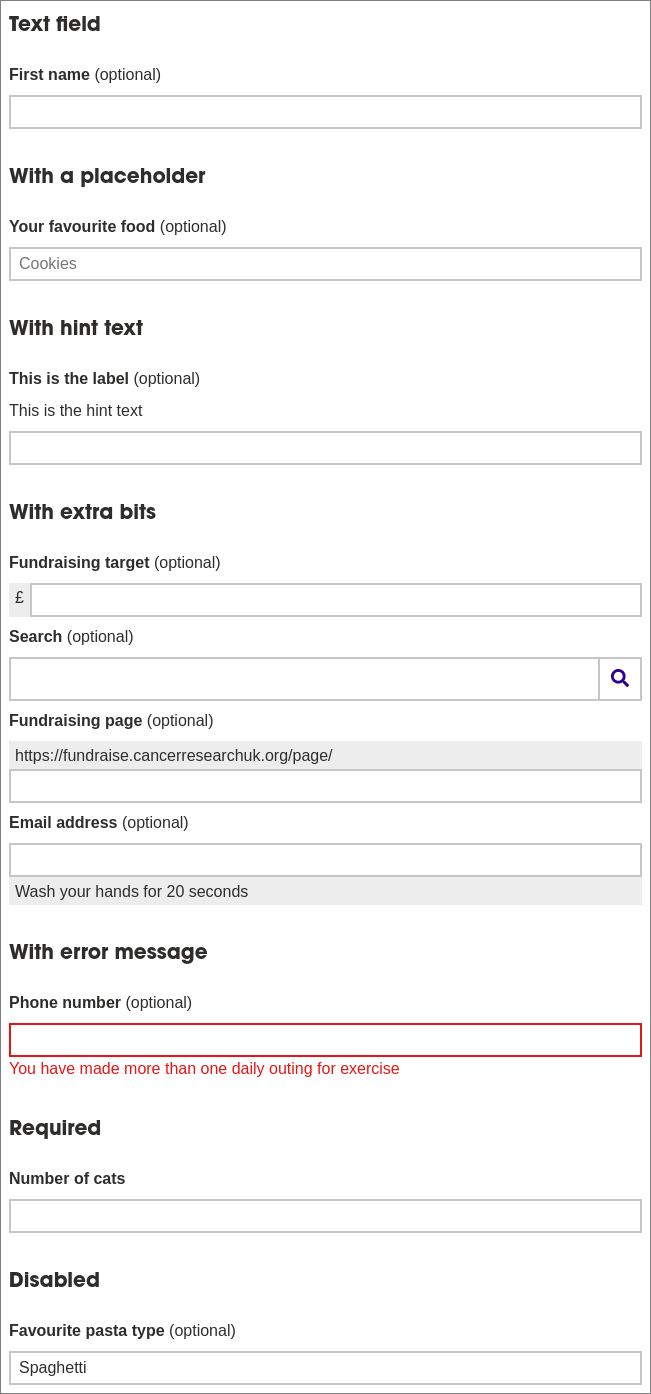 Text field
First name (optional)
With a placeholder
Your favourite food (optional)
Cookies
With hint text
This is the label (optional)
This is the hint text
With extra bits
Fundraising target (optional)
£
Search (optional)
Fundraising page (optional)
https://fundraise.cancerresearchuk.org/page/
Email address (optional)
Wash your hands for 20 seconds
With error message
Phone number (optional)
You have made more than one daily outing for exercise
Required
Number of cats
Disabled
Favourite pasta type (optional)
Spaghetti